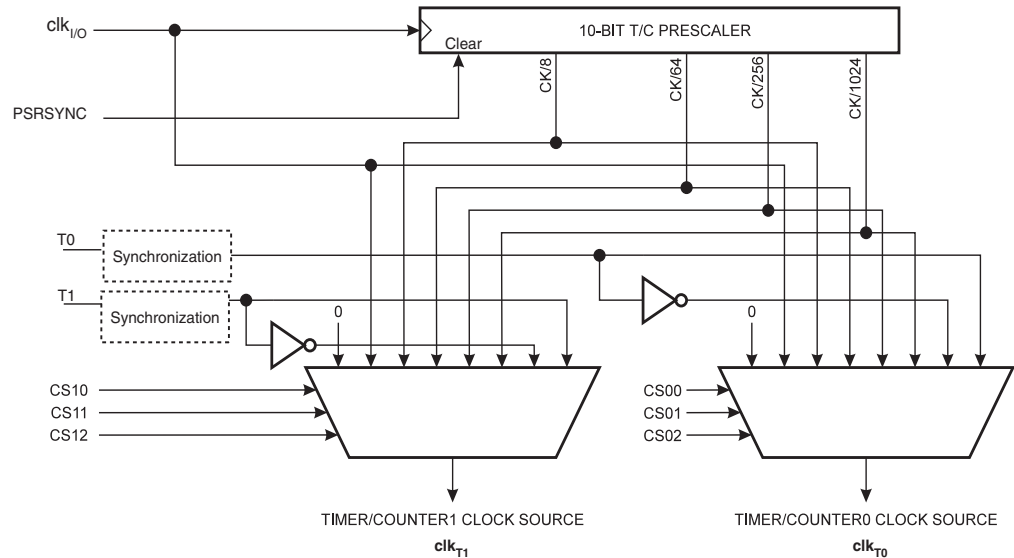 clkI/O
10-BIT T/C PRESCALER
Clear
PSRSYNC
CK/8
CK/64
CK/256
CK/1024
T0
Synchronization
T1
Synchronization
0
0
CS10
CS11
CS12
CS00
CS01
CS02
TIMER/COUNTER1 CLOCK SOURCE
clkT1
TIMER/COUNTER0 CLOCK SOURCE
clkT0